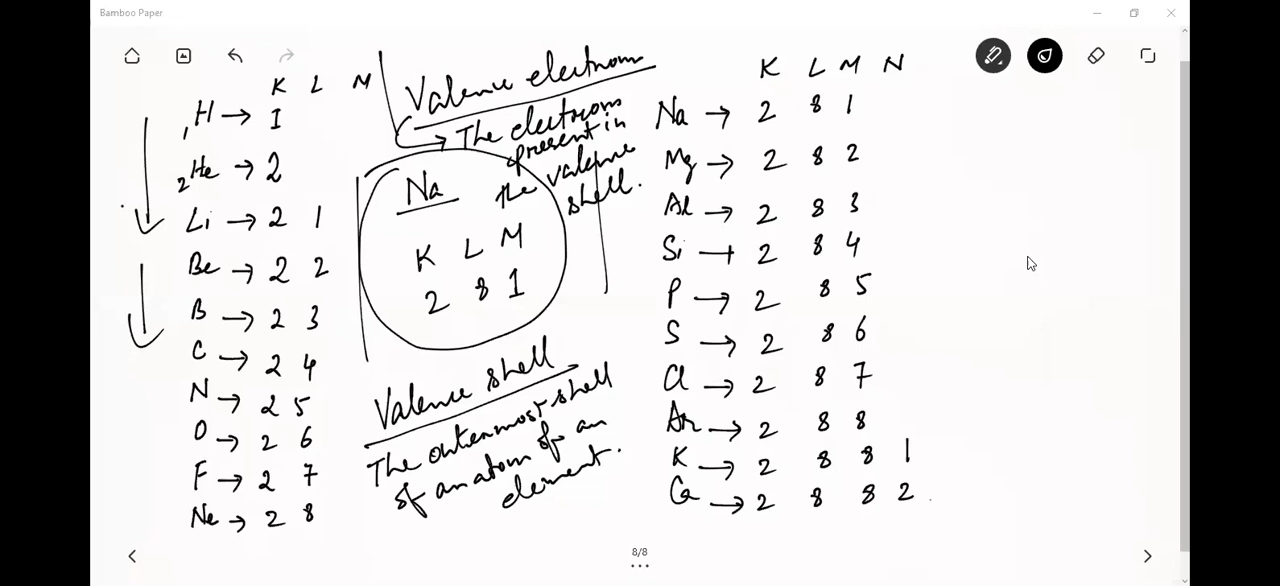 Bamboo Paper
K L M
₁H → 1
₂He → 2
Li → 2 1
Be → 2 2
B → 2 3
C → 2 4
N → 2 5
O → 2 6
F → 2 7
Ne → 2 8
Valence electrons
→ The electrons
present in
the valence
shell.
Na
K L M
2 8 1
Valence shell
The outermost shell
of an atom of an
element.
K L M N
Na → 2 8 1
Mg → 2 8 2
Al → 2 8 3
Si → 2 8 4
P → 2 8 5
S → 2 8 6
Cl → 2 8 7
Ar → 2 8 8
K → 2 8 8 1
Ca → 2 8 8 2
8/8